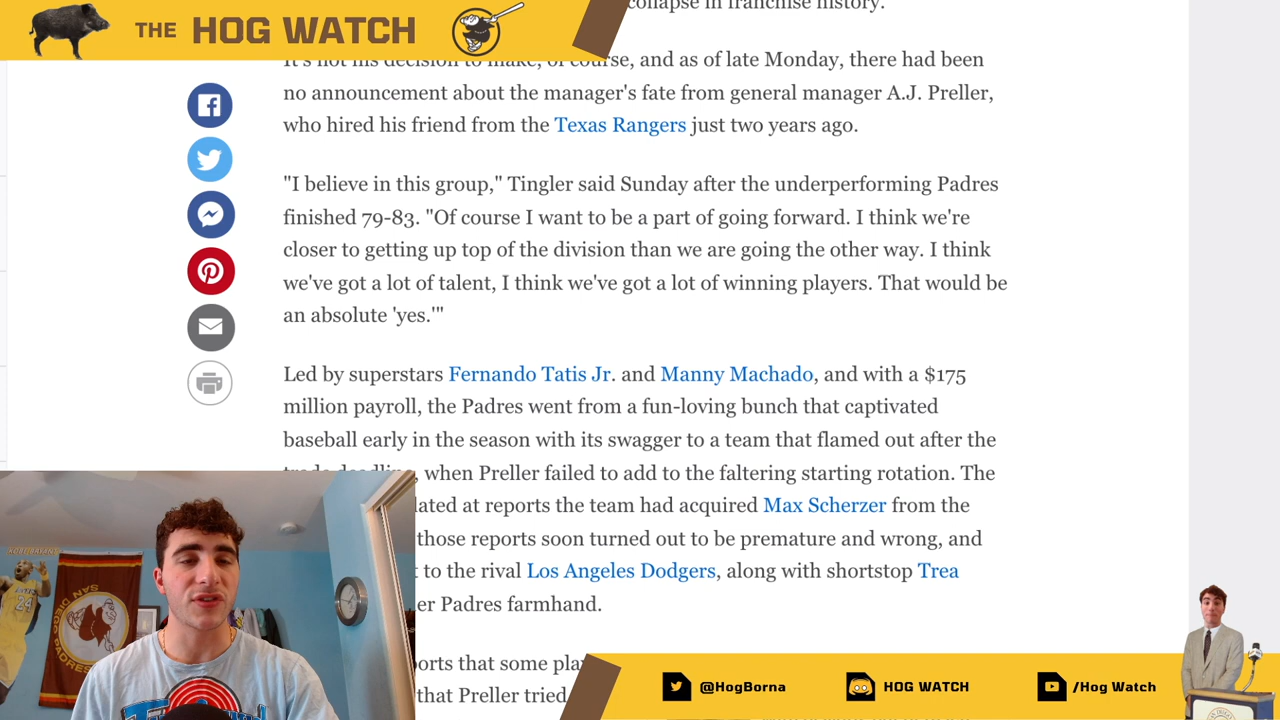 THE HOG WATCH
collapse in franchise history.
It's not his decision to make, of course, and as of late Monday, there had been
no announcement about the manager's fate from general manager A.J. Preller,
who hired his friend from the Texas Rangers just two years ago.
"I believe in this group," Tingler said Sunday after the underperforming Padres
finished 79-83. "Of course I want to be a part of going forward. I think we're
closer to getting up top of the division than we are going the other way. I think
we've got a lot of talent, I think we've got a lot of winning players. That would be
an absolute 'yes.'"
Led by superstars Fernando Tatis Jr. and Manny Machado, and with a $175
million payroll, the Padres went from a fun-loving bunch that captivated
baseball early in the season with its swagger to a team that flamed out after the
trade deadline, when Preller failed to add to the faltering starting rotation. The
lated at reports the team had acquired Max Scherzer from the
those reports soon turned out to be premature and wrong, and
to the rival Los Angeles Dodgers, along with shortstop Trea
er Padres farmhand.
orts that some pla
that Preller tried
KOBE BRYANT
24
SAN DIEGO PADRES
@HogBorna
HOG WATCH
/Hog Watch